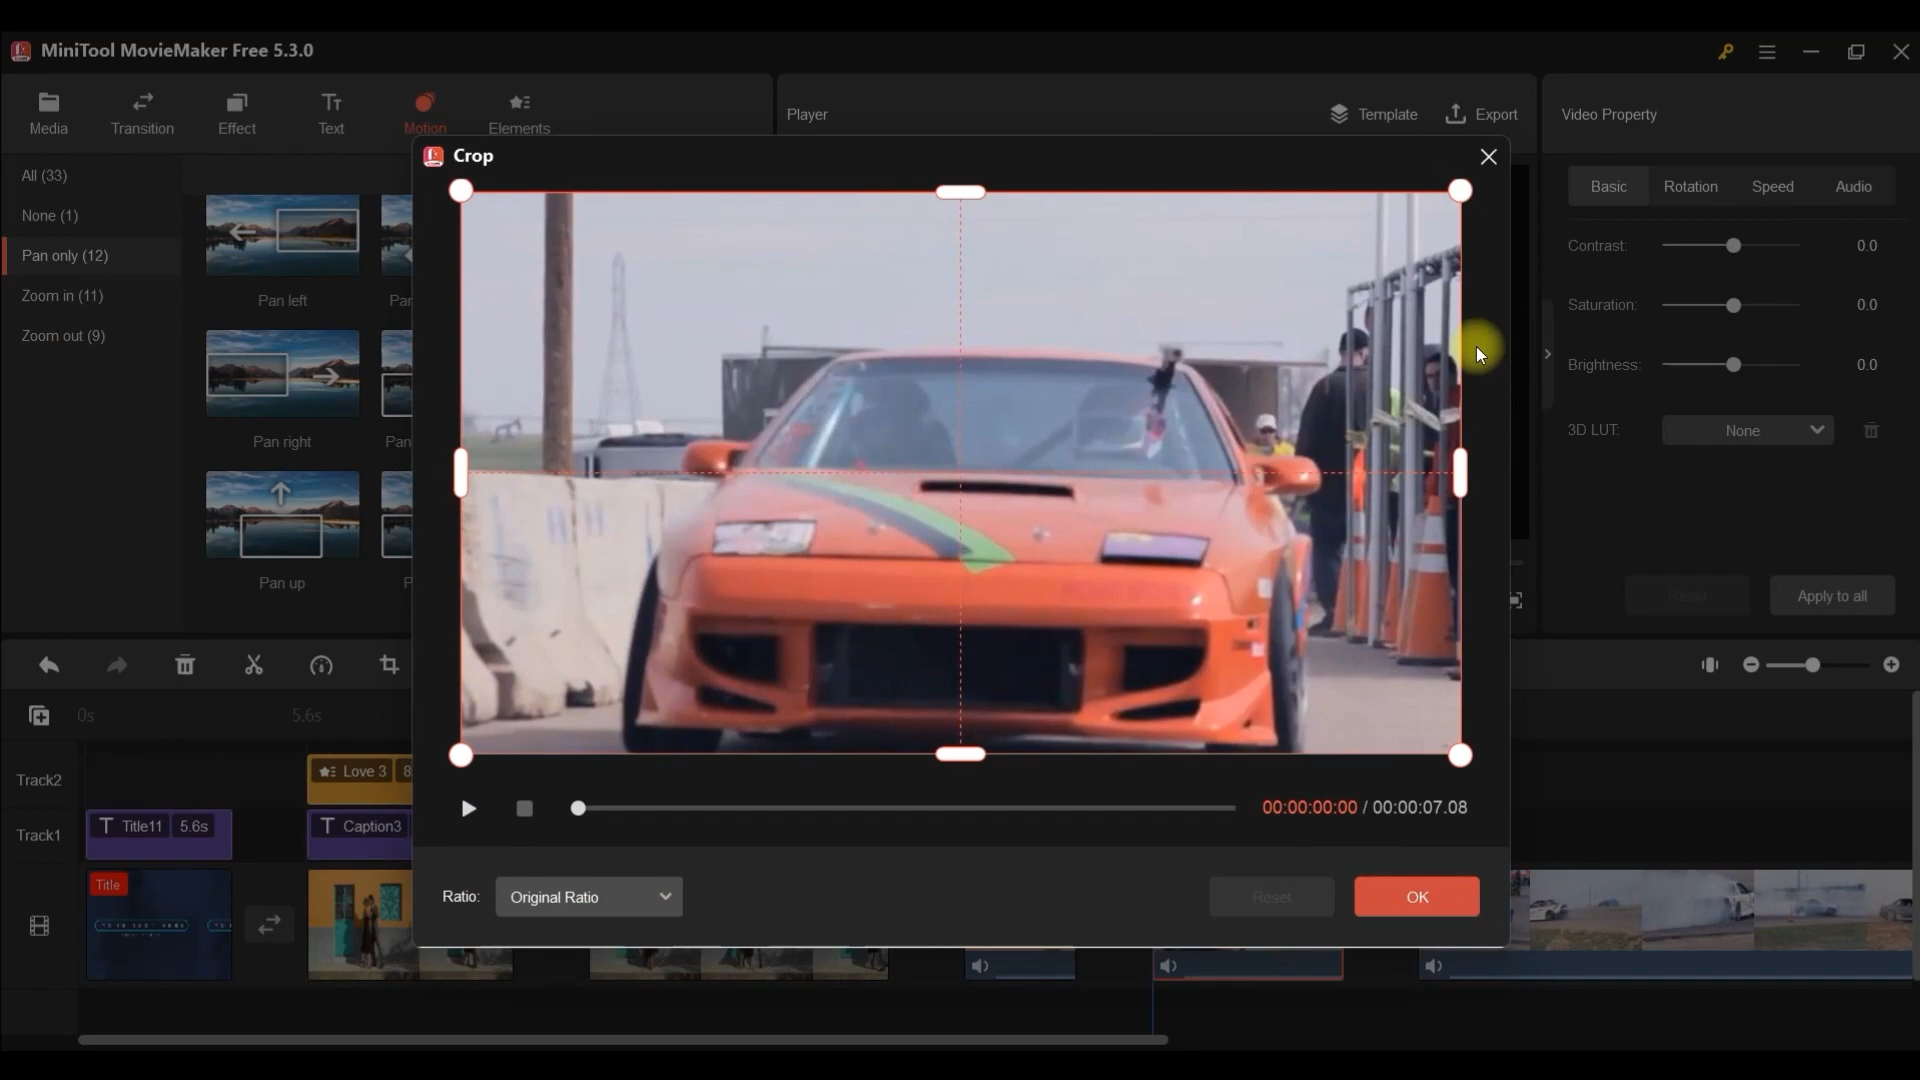 MiniTool MovieMaker Free 5.3.0
Media
Transition
Effect
Text
Motion
Elements
Player
Template
Export
Video Property
Crop
All (33)
None (1)
Pan only (12)
Zoom in (11)
Zoom out (9)
Pan left
Pan right
Pan
Pan up
Basic
Rotation
Speed
Audio
Contrast:
0.0
Saturation:
0.0
Brightness:
0.0
3D LUT:
None
Reset
Apply to all
0s
5.6s
Track2
Love 3
8
Track1
Title11
5.6s
Caption3
Title
00:00:00:00 / 00:00:07.08
Ratio:
Original Ratio
Reset
OK